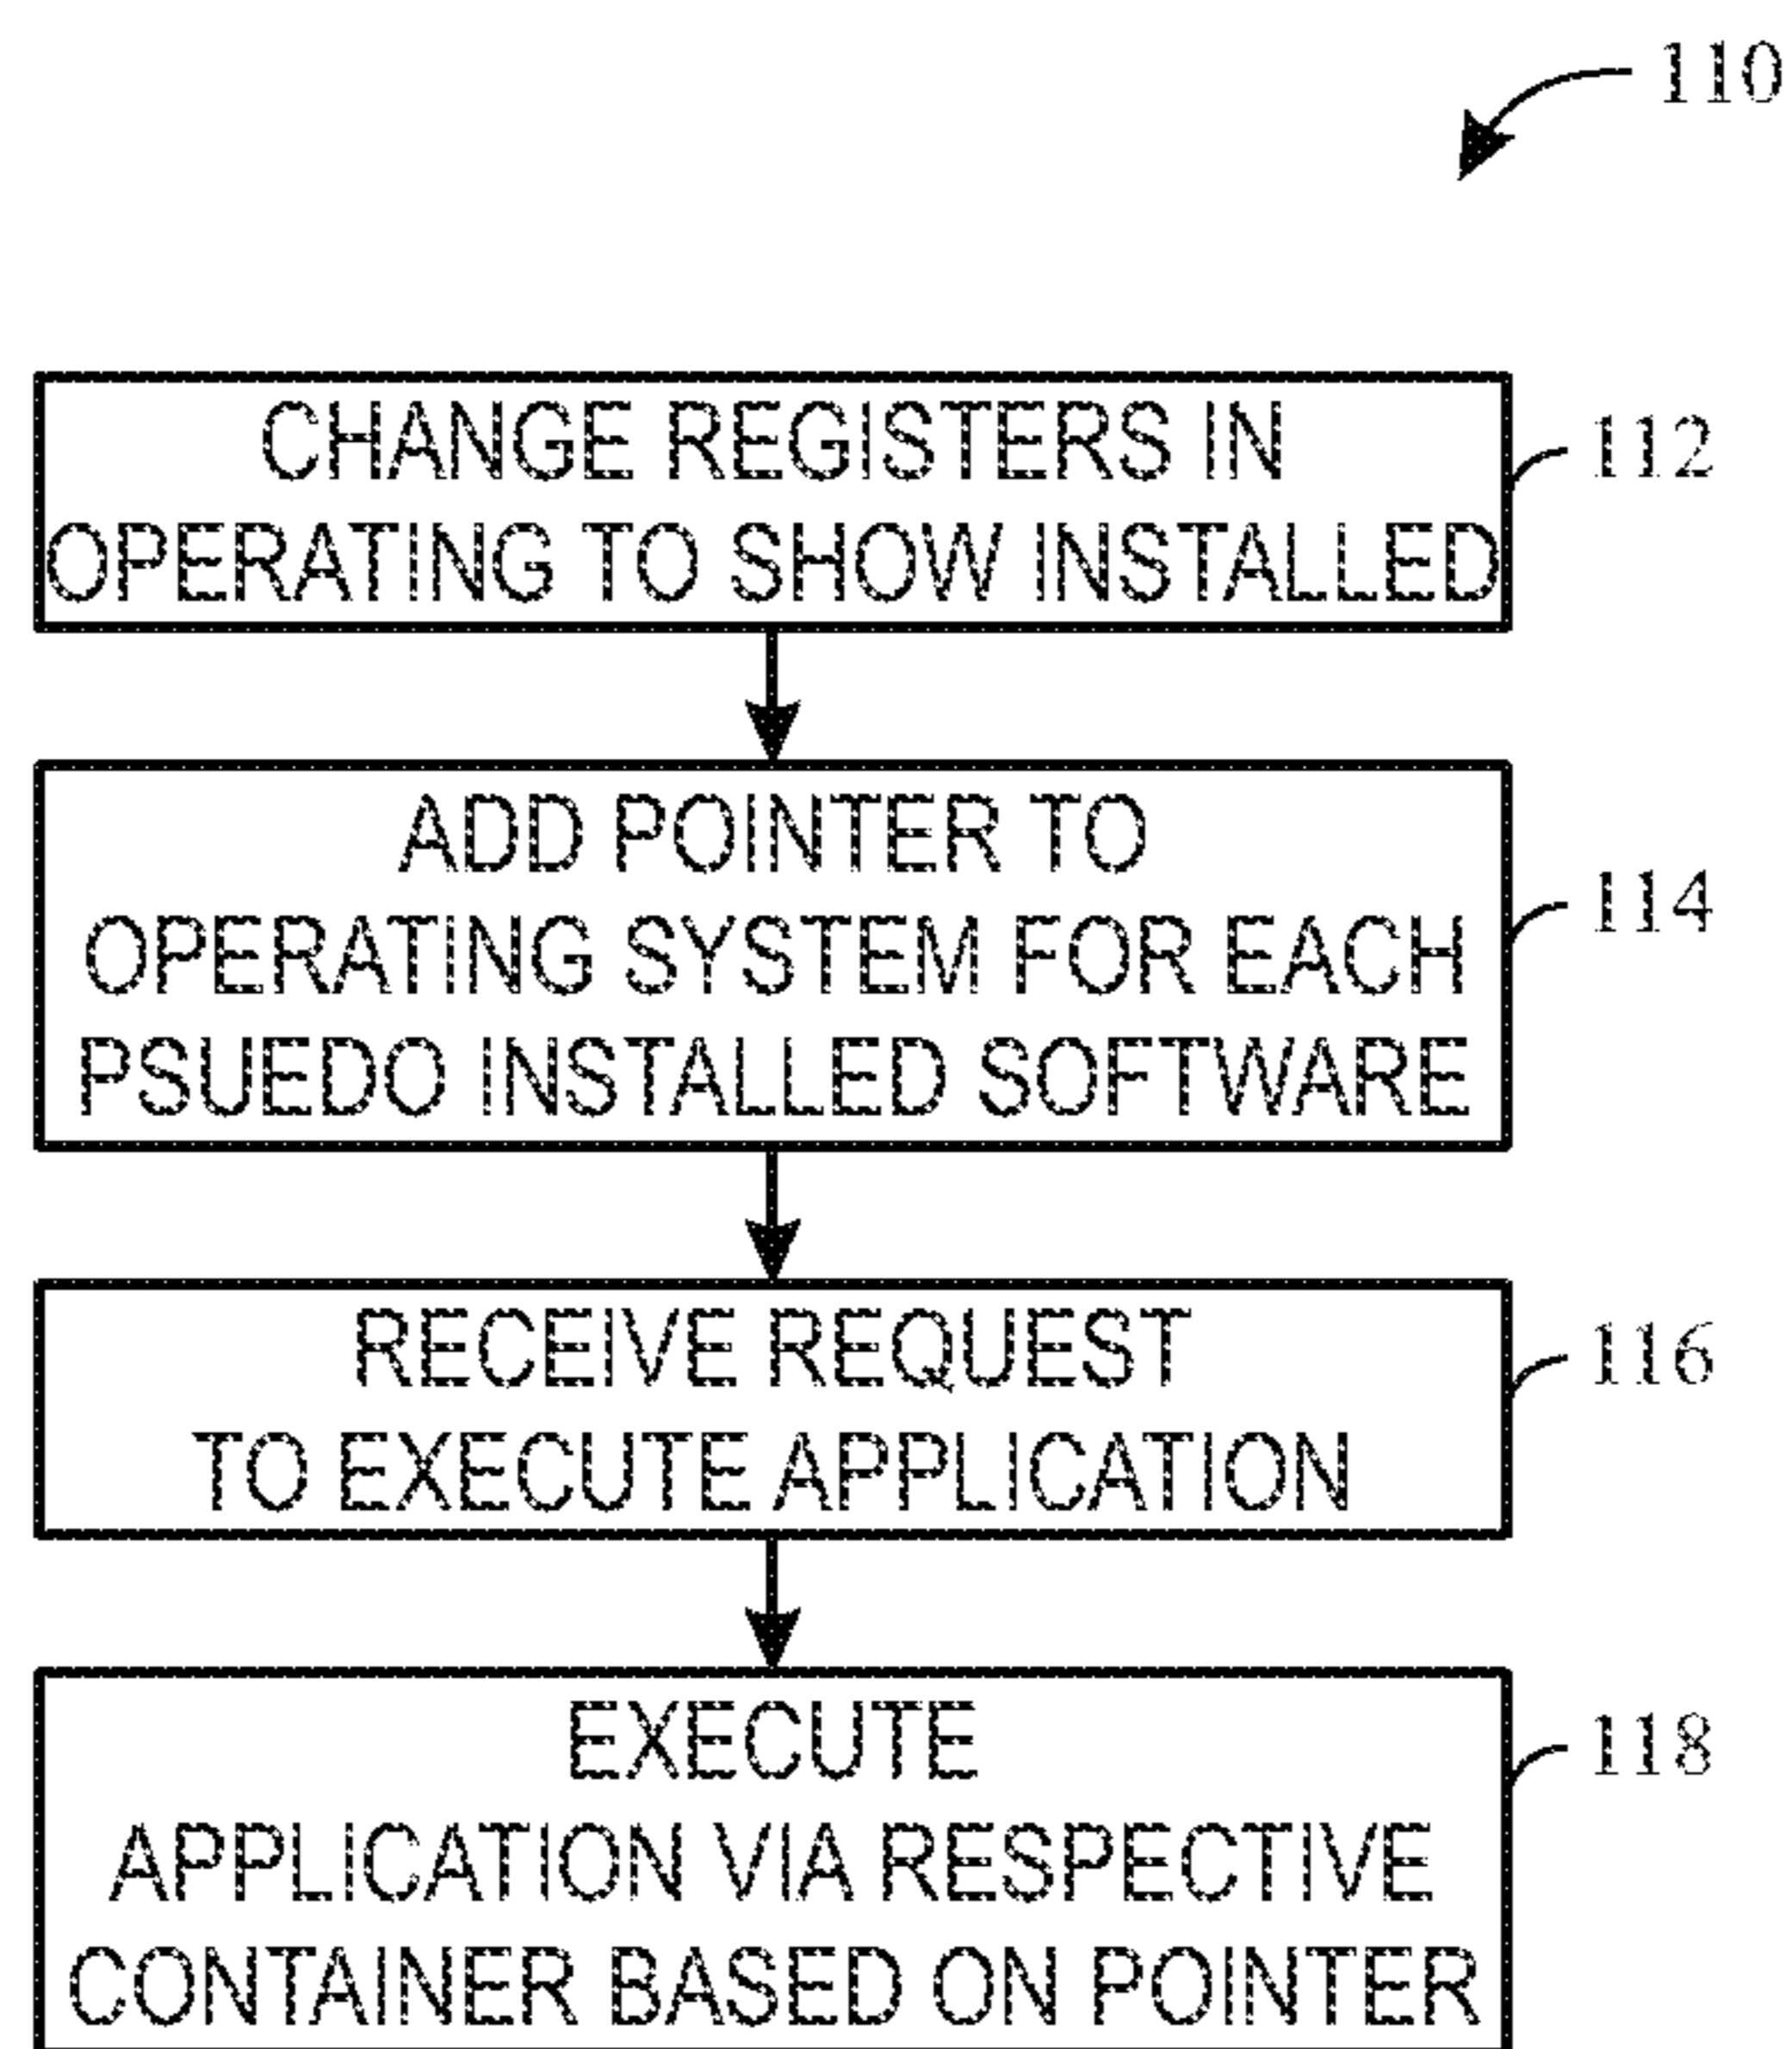 110
CHANGE REGISTERS IN
OPERATING TO SHOW INSTALLED
112
ADD POINTER TO
OPERATING SYSTEM FOR EACH
PSUEDO INSTALLED SOFTWARE
114
RECEIVE REQUEST
TO EXECUTE APPLICATION
116
EXECUTE
APPLICATION VIA RESPECTIVE
CONTAINER BASED ON POINTER
118